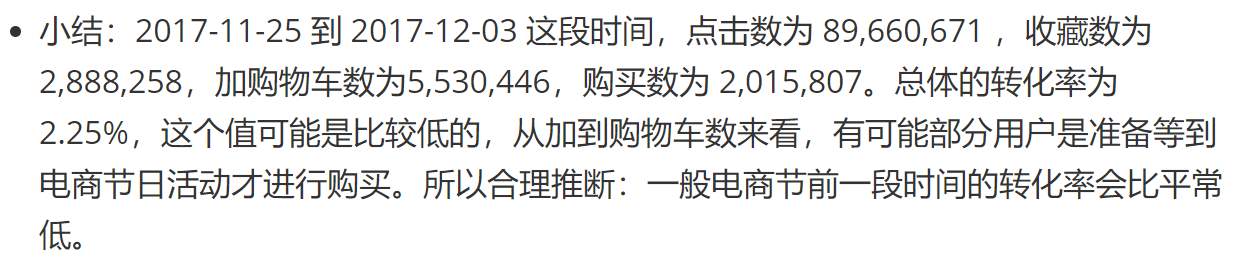 • 小结：2017-11-25 到 2017-12-03 这段时间，点击数为 89,660,671 ，收藏数为
2,888,258，加购物车数为5,530,446，购买数为 2,015,807。总体的转化率为
2.25%，这个值可能是比较低的，从加到购物车数来看，有可能部分用户是准备等到
电商节日活动才进行购买。所以合理推断：一般电商节前一段时间的转化率会比平常
低。